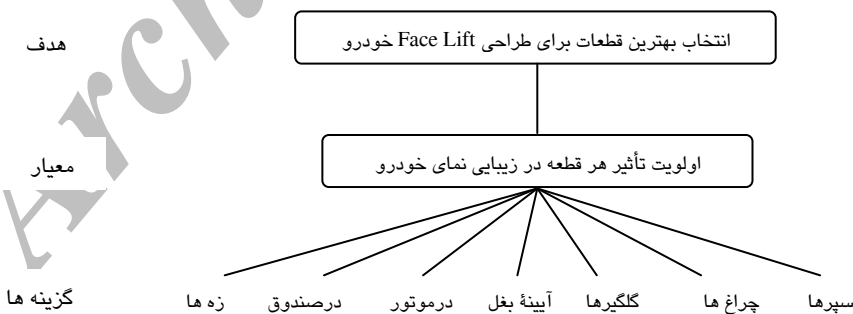 هدف
انتخاب بهترین قطعات برای طراحی Face Lift خودرو
معیار
اولویت تأثیر هر قطعه در زیبایی نمای خودرو
گزینه ها
سپرها چراغ ها گلگیرها آیینۀ بغل درموتور درصندوق زه ها